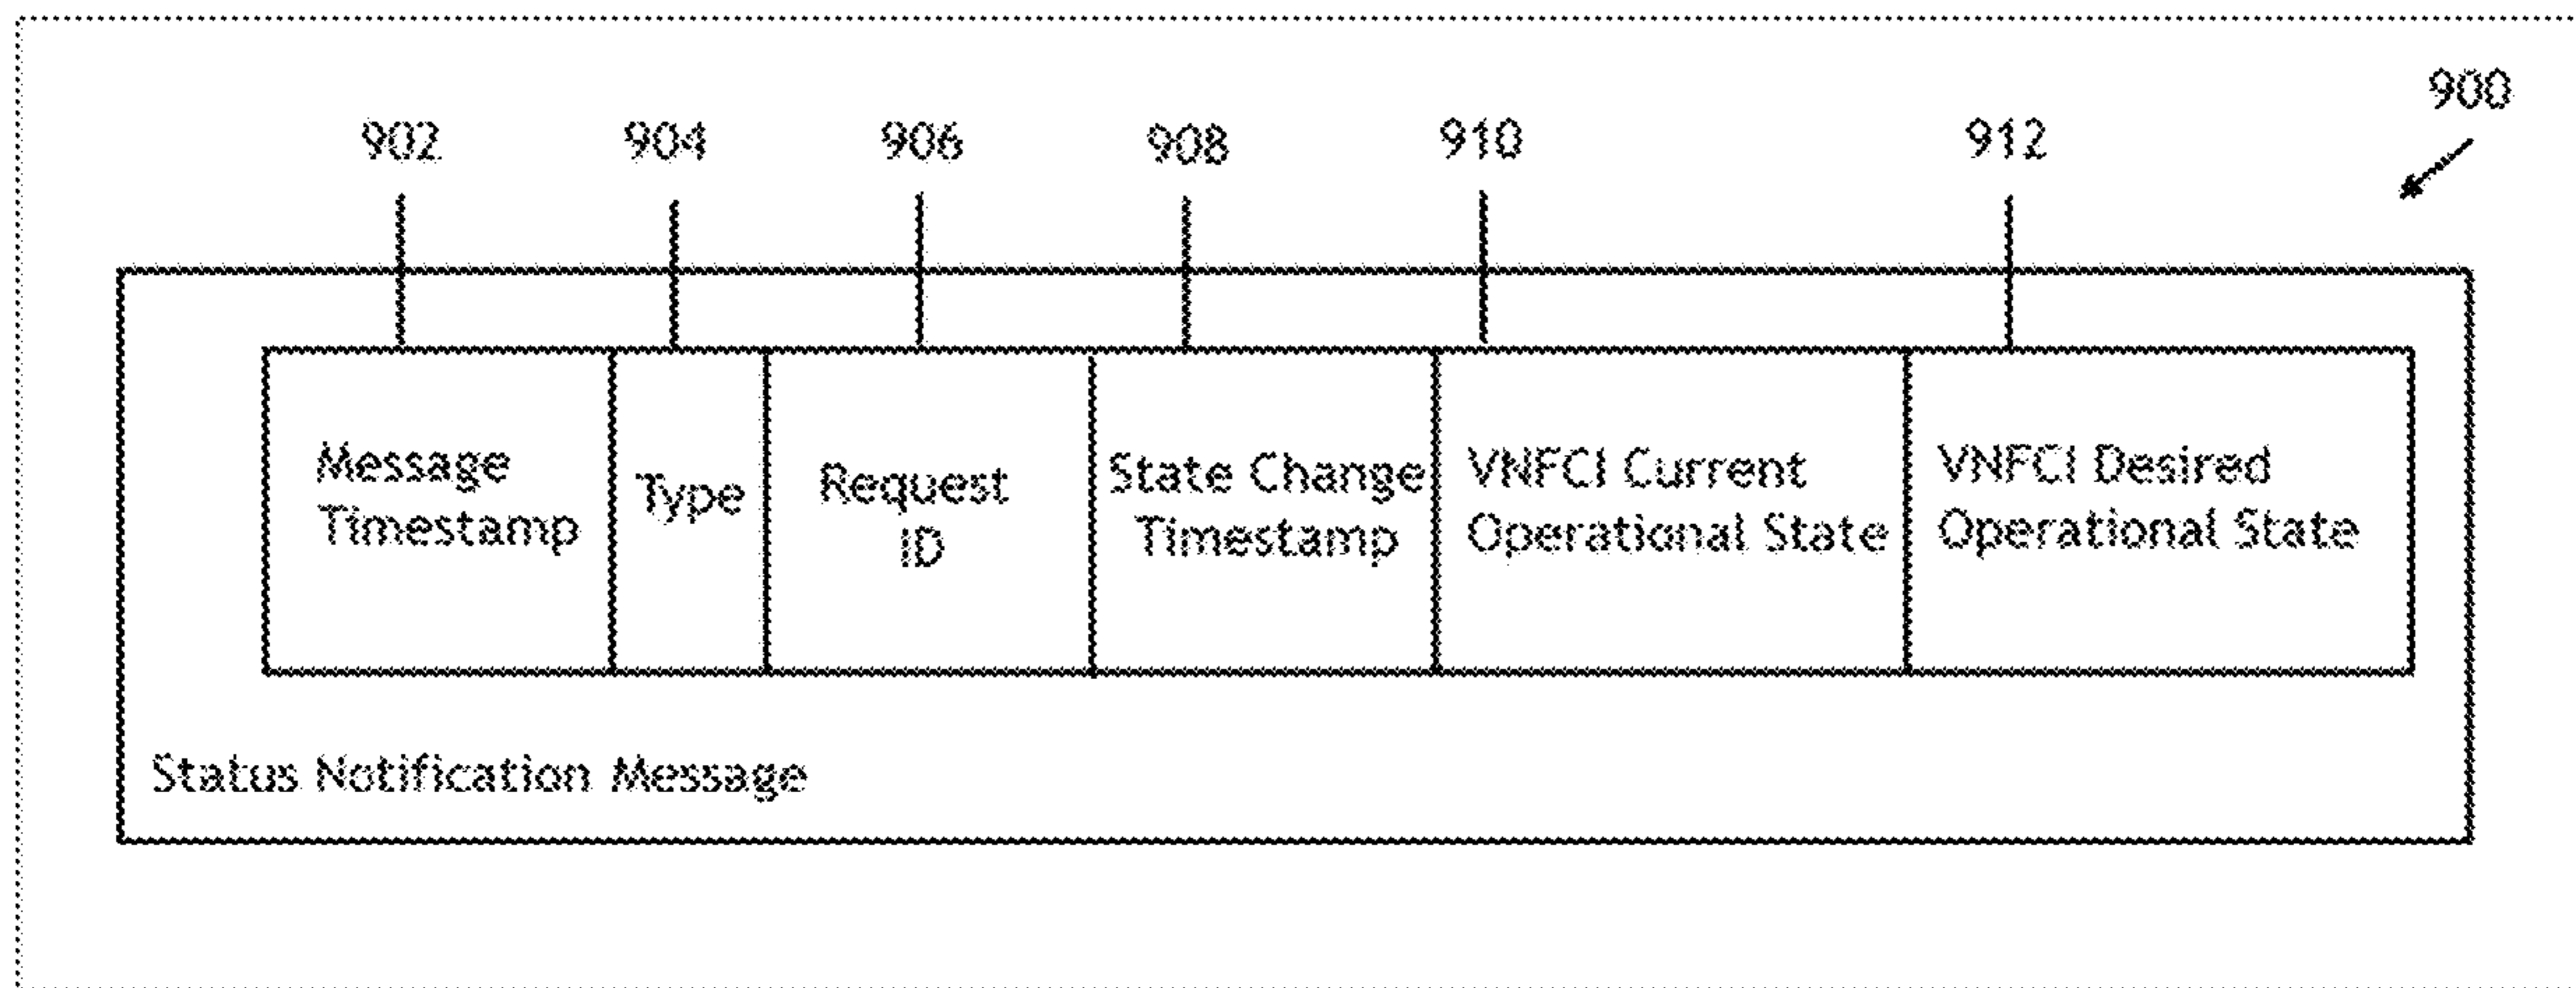 900
902 904 906 908 910 912
Message
Timestamp
Type
Request
ID
State Change
Timestamp
VNFCI Current
Operational State
VNFCI Desired
Operational State
Status Notification Message